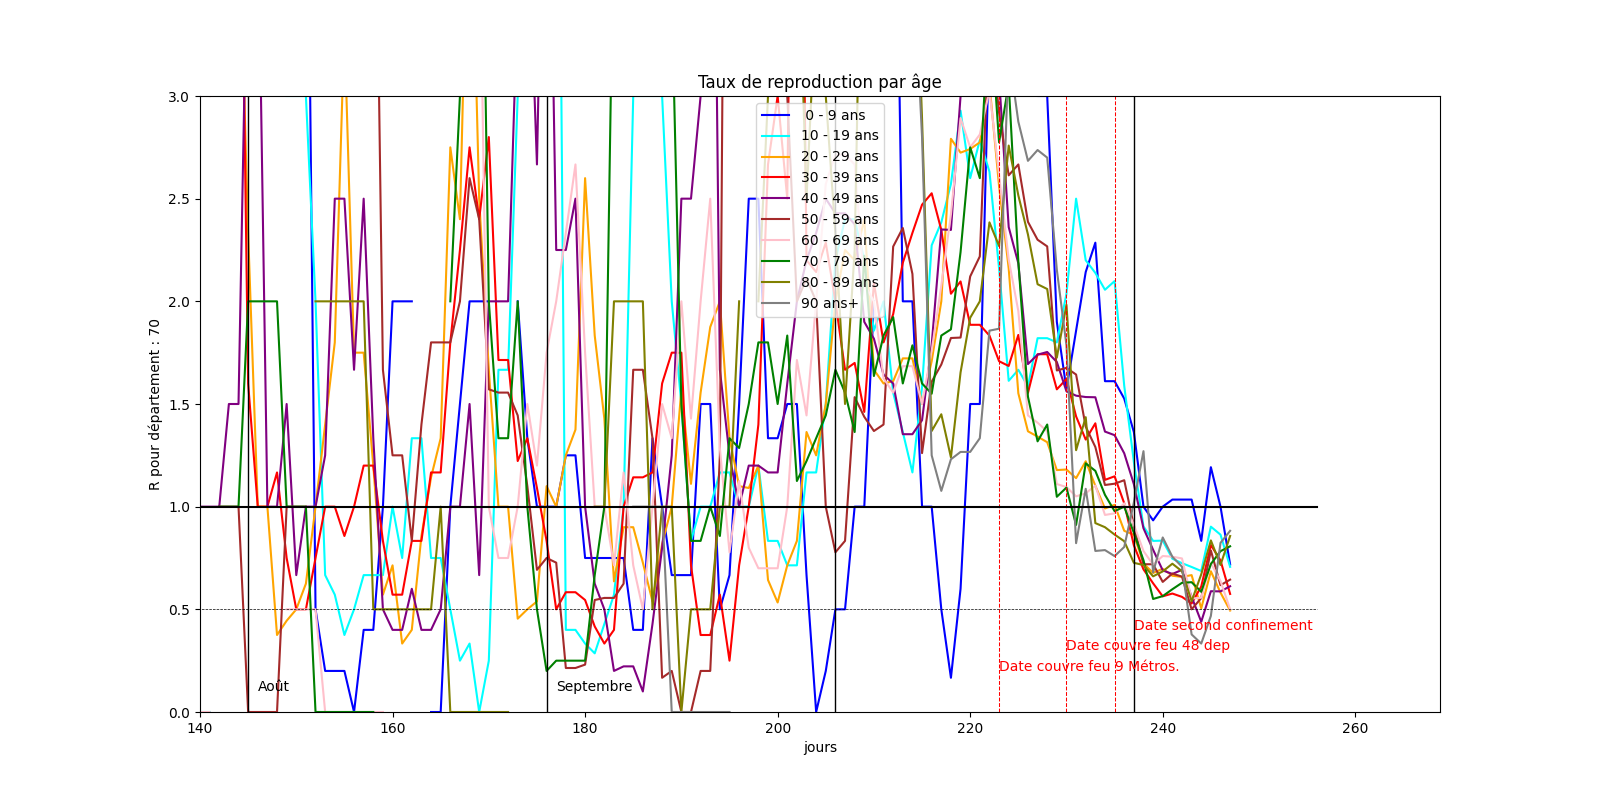 Taux de reproduction par âge
R pour département : 70
3.0
2.5
2.0
1.5
1.0
0.5
0.0
0 - 9 ans
10 - 19 ans
20 - 29 ans
30 - 39 ans
40 - 49 ans
50 - 59 ans
60 - 69 ans
70 - 79 ans
80 - 89 ans
90 ans+
Date second confinement
Date couvre feu 48 dep
Date couvre feu 9 Métros.
Août
Septembre
140
160
180
200
220
240
260
jours